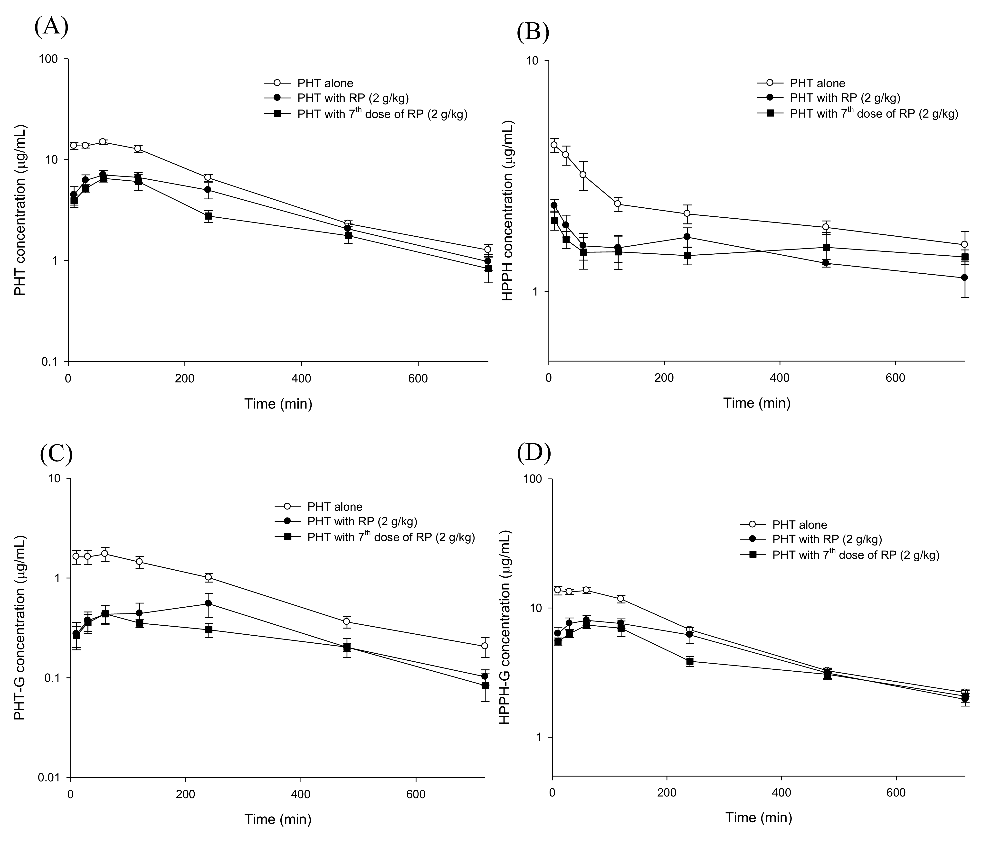 (A)
100
10
1
0.1
PHT concentration (μg/mL)
PHT alone
PHT with RP (2 g/kg)
PHT with 7th dose of RP (2 g/kg)
0 200 400 600
Time (min)
(B)
10
1
HPPH concentration (μg/mL)
PHT alone
PHT with RP (2 g/kg)
PHT with 7th dose of RP (2 g/kg)
0 200 400 600
Time (min)
(C)
10
1
0.1
0.01
PHT-G concentration (μg/mL)
PHT alone
PHT with RP (2 g/kg)
PHT with 7th dose of RP (2 g/kg)
0 200 400 600
Time (min)
(D)
100
10
1
HPPH-G concentration (μg/mL)
PHT alone
PHT with RP (2 g/kg)
PHT with 7th dose of RP (2 g/kg)
0 200 400 600
Time (min)